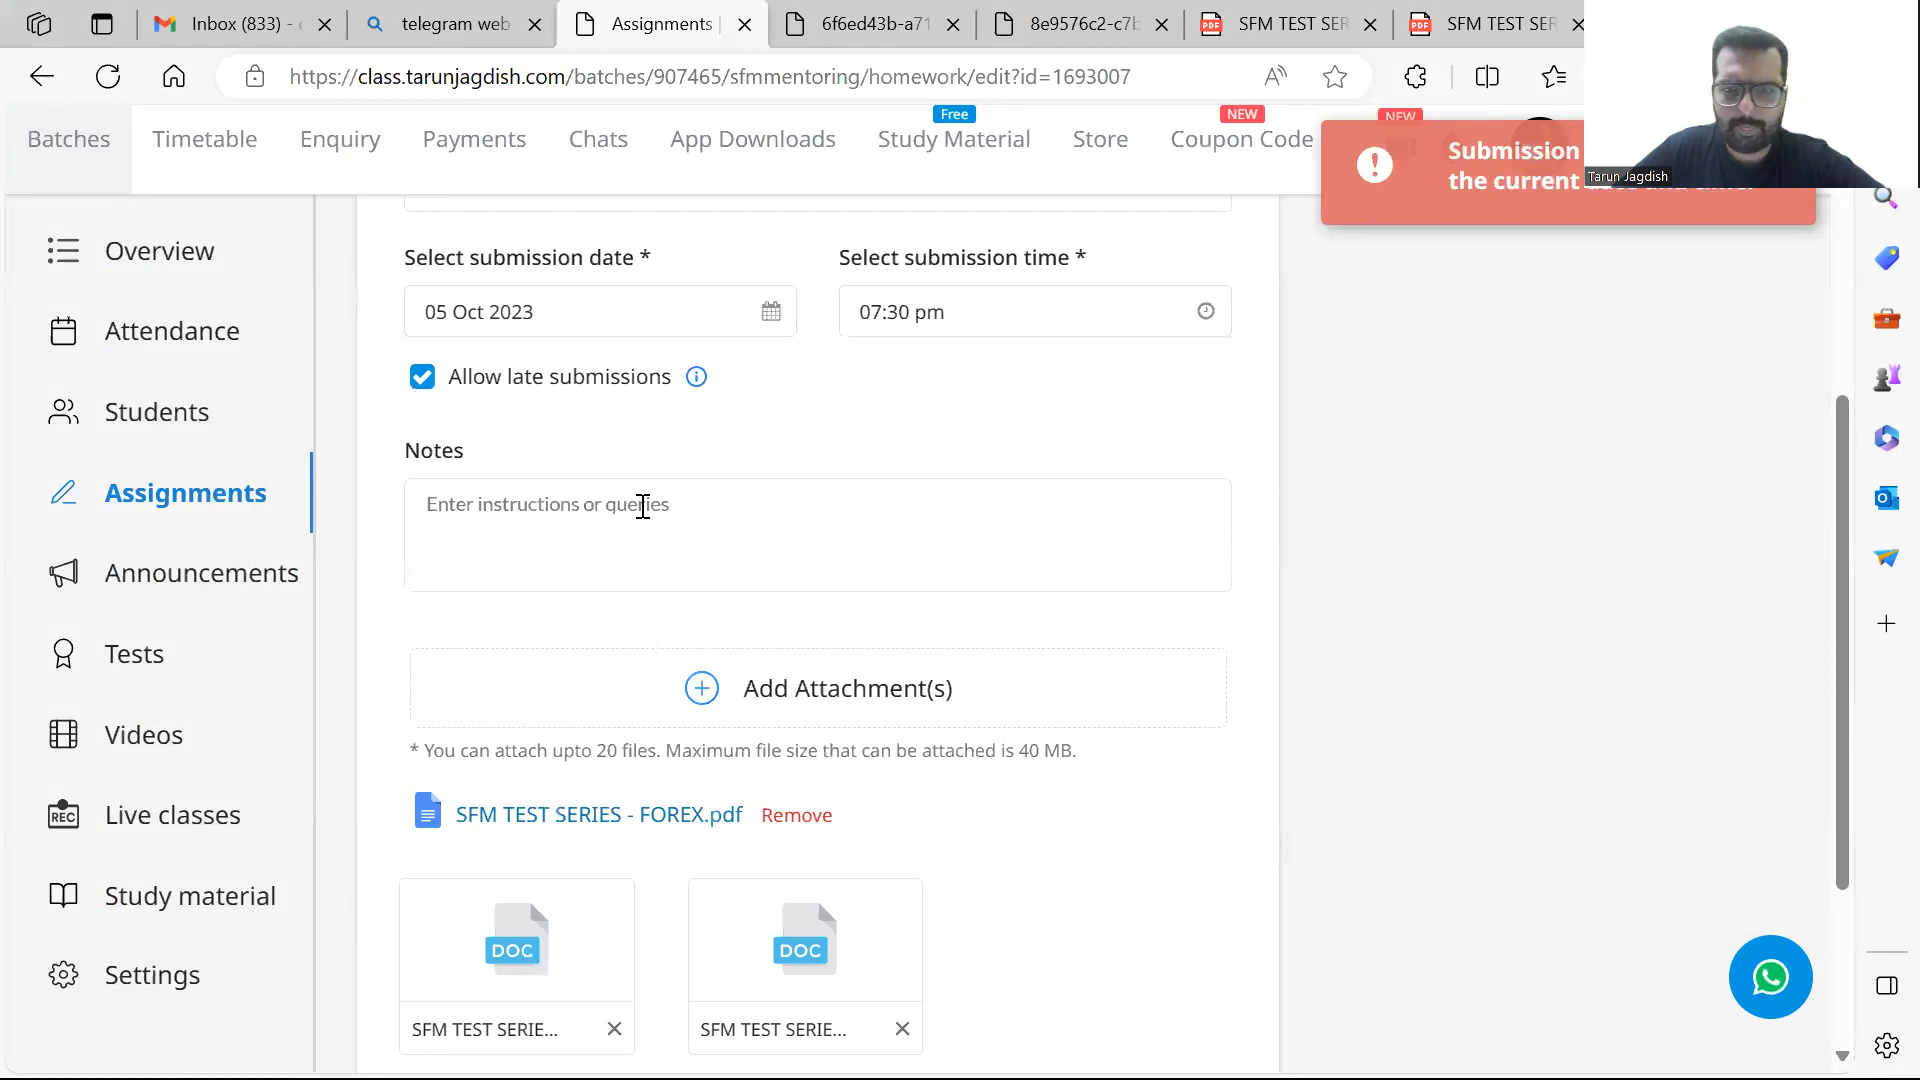 Inbox (833) - c
telegram web
Assignments |
6f6ed43b-a71
8e9576c2-c7b
PDF
SFM TEST SER
PDF
SFM TEST SER
https://class.tarunjagdish.com/batches/907465/sfmmentoring/homework/edit?id=1693007
Free
NEW
NEW
Batches
Timetable
Enquiry
Payments
Chats
App Downloads
Study Material
Store
Coupon Code
Submission
the current
Tarun Jagdish
Overview
Attendance
Students
Assignments
Announcements
Tests
Videos
REC
Live classes
Study material
Settings
Select submission date *
Select submission time *
05 Oct 2023
07:30 pm
Allow late submissions
Notes
Enter instructions or queries
Add Attachment(s)
* You can attach upto 20 files. Maximum file size that can be attached is 40 MB.
SFM TEST SERIES - FOREX.pdf
Remove
DOC
DOC
SFM TEST SERIE...
SFM TEST SERIE...